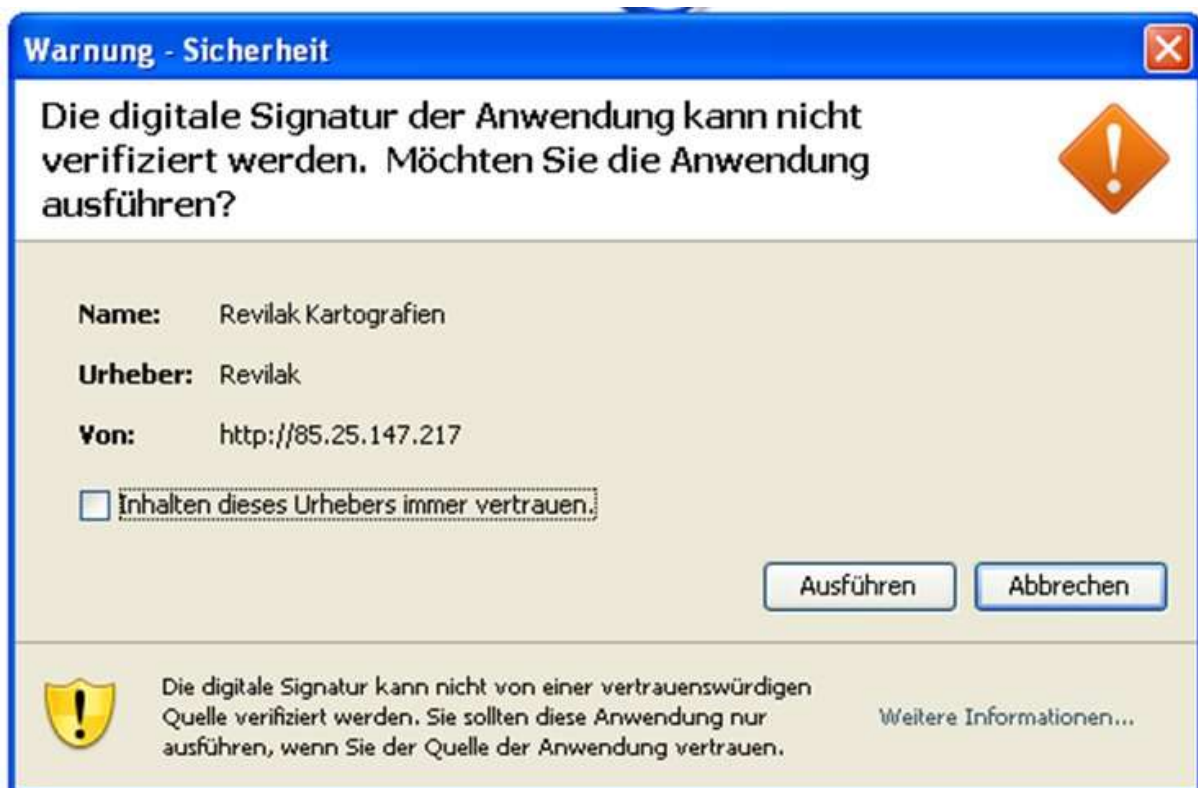 Warnung - Sicherheit
Die digitale Signatur der Anwendung kann nicht
verifiziert werden. Möchten Sie die Anwendung
ausführen?
Name: Revilak Kartografien
Urheber: Revilak
Von: http://85.25.147.217
Inhalten dieses Urhebers immer vertrauen.
Ausführen Abbrechen
Die digitale Signatur kann nicht von einer vertrauenswürdigen
Quelle verifiziert werden. Sie sollten diese Anwendung nur
ausführen, wenn Sie der Quelle der Anwendung vertrauen.
Weitere Informationen...